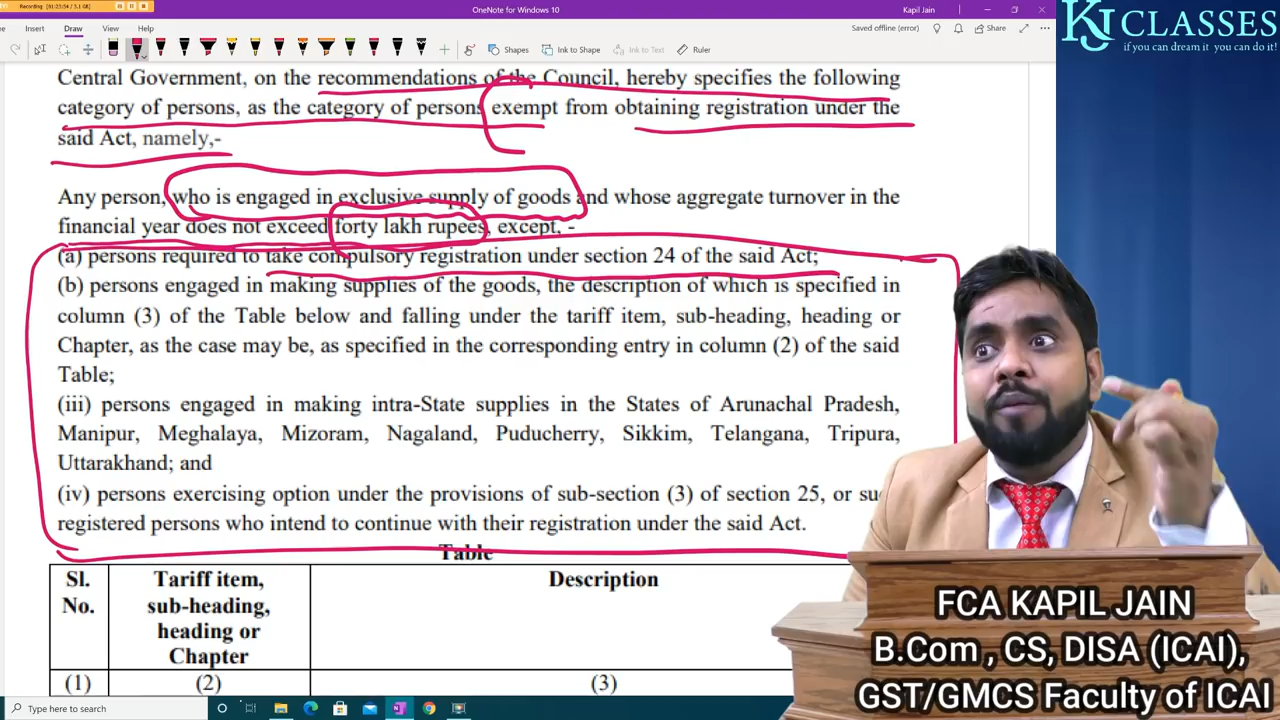 Recording [01:23:54 / 3.1 GB]
OneNote for Windows 10
Kapil Jain
Insert Draw View Help Saved offline (error) Share
Shapes Ink to Shape Ink to Text Ruler
KJ CLASSES
if you can dream it you can do it!
Central Government, on the recommendations of the Council, hereby specifies the following
category of persons, as the category of persons exempt from obtaining registration under the
said Act, namely,-
Any person, who is engaged in exclusive supply of goods and whose aggregate turnover in the
financial year does not exceed forty lakh rupees, except, -
(a) persons required to take compulsory registration under section 24 of the said Act;
(b) persons engaged in making supplies of the goods, the description of which is specified in
column (3) of the Table below and falling under the tariff item, sub-heading, heading or
Chapter, as the case may be, as specified in the corresponding entry in column (2) of the said
Table;
(iii) persons engaged in making intra-State supplies in the States of Arunachal Pradesh,
Manipur, Meghalaya, Mizoram, Nagaland, Puducherry, Sikkim, Telangana, Tripura,
Uttarakhand; and
(iv) persons exercising option under the provisions of sub-section (3) of section 25, or su
registered persons who intend to continue with their registration under the said Act.
Table
Sl. No. Tariff item, sub-heading, heading or Chapter Description
(1) (2) (3)
FCA KAPIL JAIN
B.Com , CS, DISA (ICAI),
GST/GMCS Faculty of ICAI
Type here to search